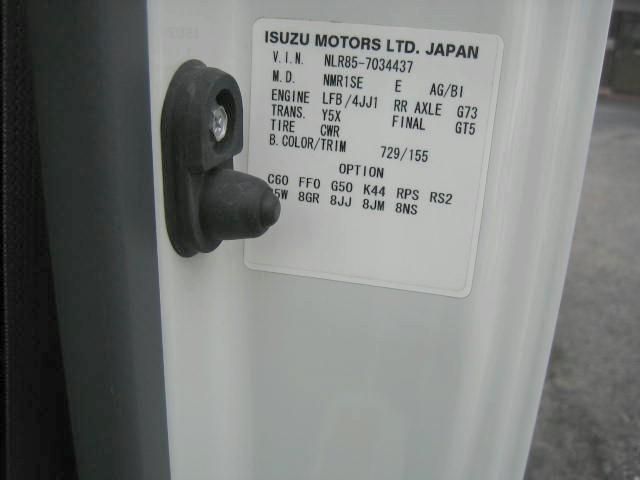 ISUZU MOTORS LTD. JAPAN
V.I.N. NLR85-7034437
M.D. NMR1SE E AG/BI
ENGINE LFB/4JJ1 RR AXLE G73
TRANS. Y5X FINAL GT5
TIRE CWR
B.COLOR/TRIM 729/155
OPTION
C60 FF0 G50 K44 RPS RS2
8GR 8JJ 8JM 8NS